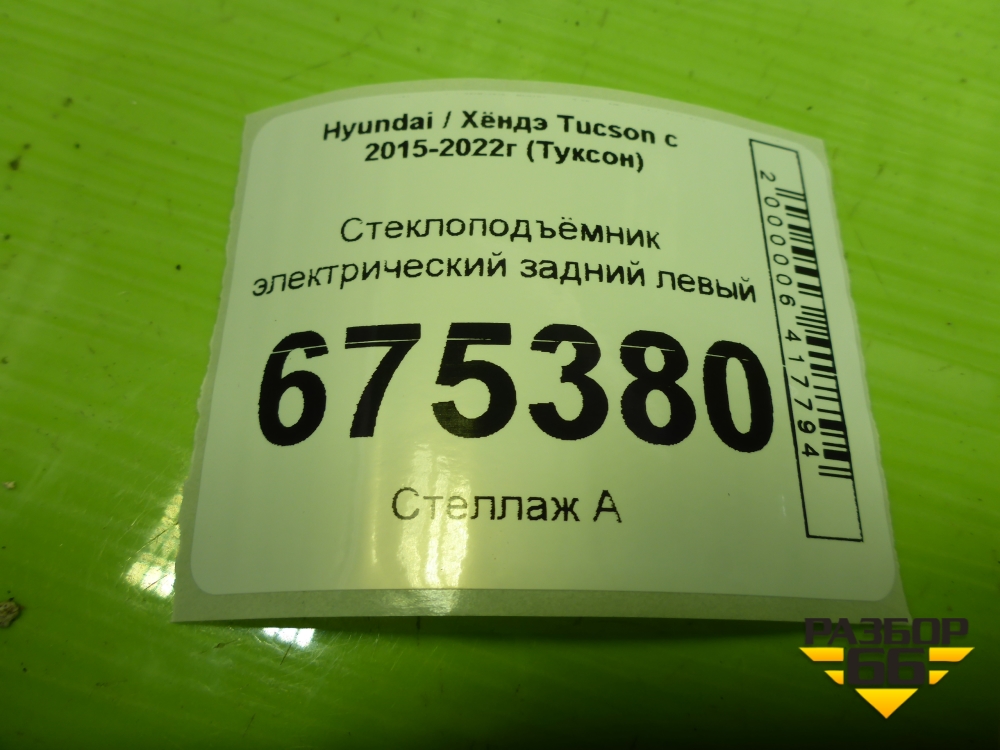 Hyundai / Хёндэ Tucson с
2015-2022г (Туксон)
Стеклоподъёмник
электрический задний левый
675380
Стеллаж А
2000006417794
РАЗБОР
66